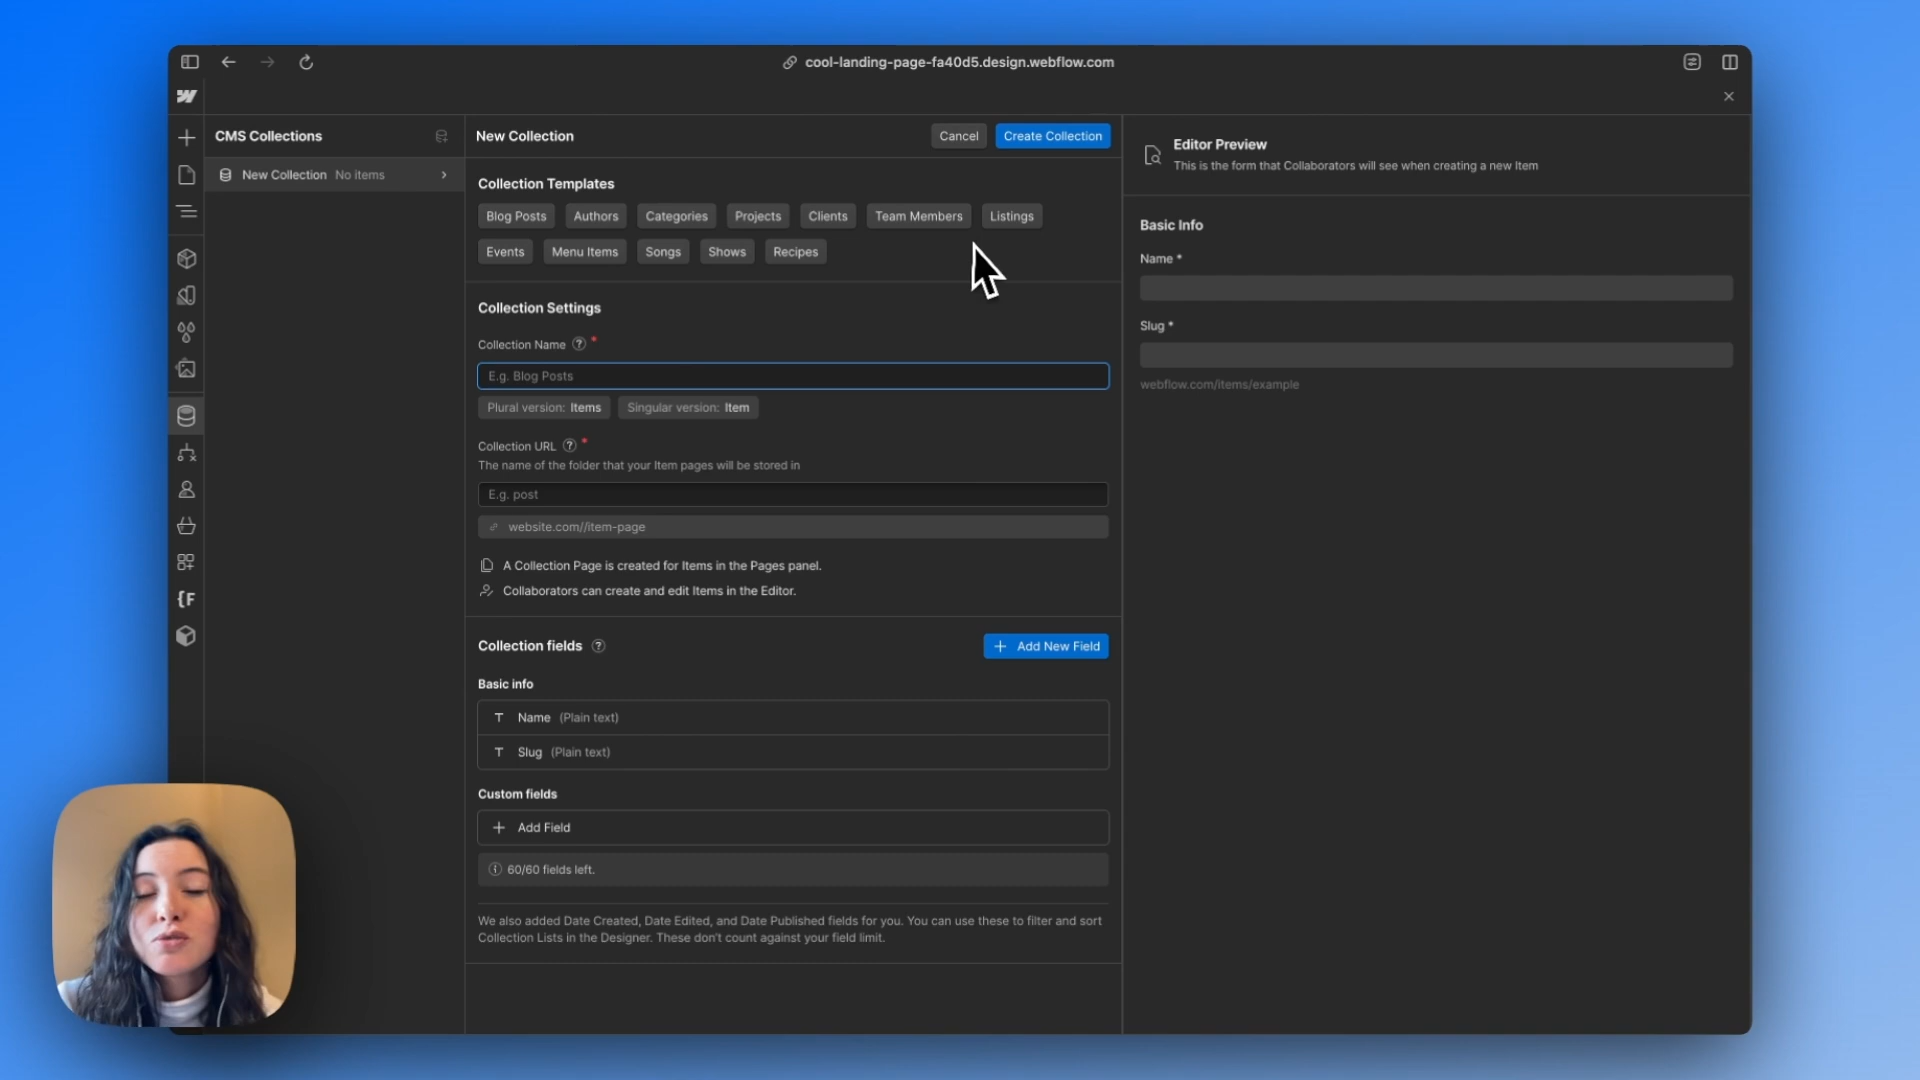 cool-landing-page-fa40d5.design.webflow.com
CMS Collections
New Collection No items
New Collection
Cancel
Create Collection
Collection Templates
Blog Posts
Authors
Categories
Projects
Clients
Team Members
Listings
Events
Menu Items
Songs
Shows
Recipes
Collection Settings
Collection Name ? *
E.g. Blog Posts
Plural version: Items
Singular version: Item
Collection URL ? *
The name of the folder that your Item pages will be stored in
E.g. post
website.com//item-page
A Collection Page is created for Items in the Pages panel.
Collaborators can create and edit Items in the Editor.
Collection fields ?
+ Add New Field
Basic info
Name (Plain text)
Slug (Plain text)
Custom fields
+ Add Field
60/60 fields left.
We also added Date Created, Date Edited, and Date Published fields for you. You can use these to filter and sort
Collection Lists in the Designer. These don't count against your field limit.
Editor Preview
This is the form that Collaborators will see when creating a new Item
Basic Info
Name *
Slug *
webflow.com/items/example
{F